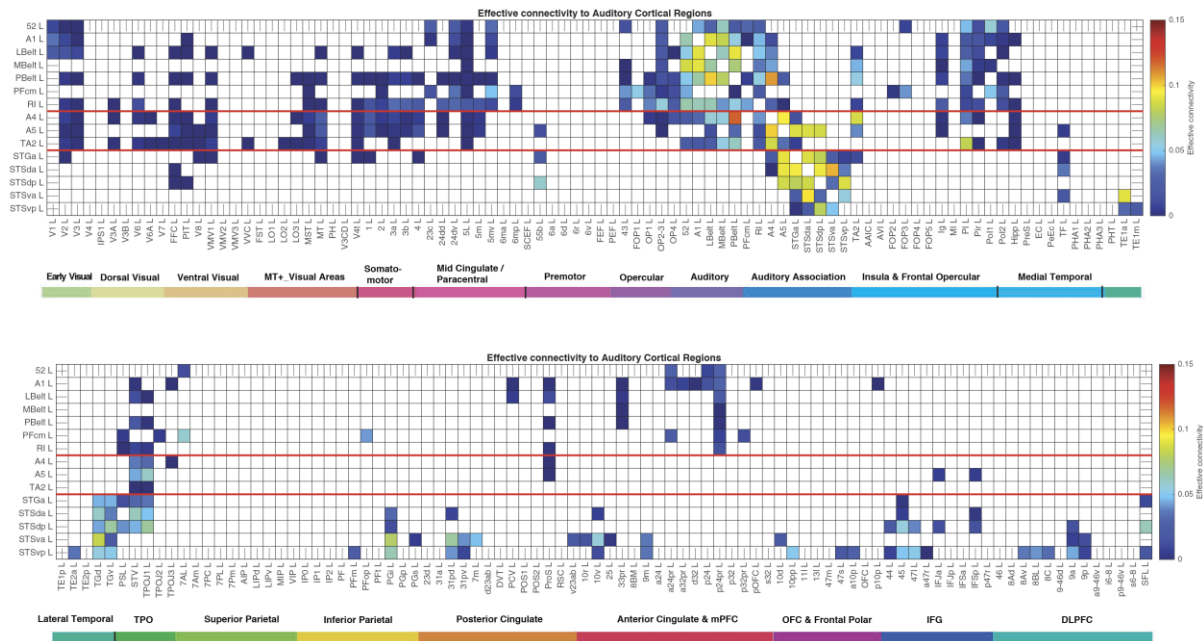 Effective connectivity to Auditory Cortical Regions
52 L
A1 L
LBelt L
MBelt L
PBelt L
PFcm L
RI L
A4 L
A5 L
TA2 L
STGa L
STSda L
STSdp L
STSva L
STSvp L
V1 L
V2 L
V3 L
V4 L
IPS1 L
V3A L
V3B L
V6 L
V6A L
V7 L
FFC L
PIT L
V8 L
VMV1 L
VMV2 L
VMV3 L
VVC L
FST L
LO1 L
LO2 L
LO3 L
MST L
MT L
PH L
V3CD L
V4t L
1 L
2 L
3a L
3b L
4 L
23c L
24dd L
24dv L
5L L
5m L
5mv L
6ma L
6mp L
SCEF L
55b L
6a L
6d L
6r L
6v L
FEF L
PEF L
43 L
FOP1 L
OP1 L
OP2-3 L
OP4 L
52 L
A1 L
LBelt L
MBelt L
PBelt L
PFcm L
RI L
A4 L
A5 L
STGa L
STSda L
STSdp L
STSva L
STSvp L
TA2 L
AAIC L
AVI L
FOP2 L
FOP3 L
FOP4 L
FOP5 L
Ig L
MI L
PI L
Pir L
PoI1 L
PoI2 L
Hipp L
PreS L
EC L
PeEc L
TF L
PHA1 L
PHA2 L
PHA3 L
PHT L
TE1a L
TE1m L
0.15
0.1
0.05
0
Effective connectivity
Early Visual
Dorsal Visual
Ventral Visual
MT+_Visual Areas
Somato-
motor
Mid Cingulate /
Paracentral
Premotor
Opercular
Auditory
Auditory Association
Insula & Frontal Opercular
Medial Temporal
Effective connectivity to Auditory Cortical Regions
52 L
A1 L
LBelt L
MBelt L
PBelt L
PFcm L
RI L
A4 L
A5 L
TA2 L
STGa L
STSda L
STSdp L
STSva L
STSvp L
TE1p L
TE2a L
TE2p L
TGd L
TGv L
PSL L
STV L
TPOJ1 L
TPOJ2 L
TPOJ3 L
7AL L
7Am L
7PC L
7PL L
7Pm L
AIP L
LIPd L
LIPv L
MIP L
VIP L
IP0 L
IP1 L
IP2 L
PF L
PFm L
PFop L
PFt L
PGi L
PGp L
PGs L
23d L
31a L
31pd L
31pv L
7m L
d23ab L
DVT L
PCV L
POS1 L
POS2 L
ProS L
RSC L
v23ab L
10r L
10v L
25 L
33pr L
8BM L
9m L
a24 L
a24pr L
a32pr L
d32 L
p24 L
p24pr L
p32 L
p32pr L
pOFC L
s32 L
10d L
10pp L
11l L
13l L
47m L
47s L
a10p L
OFC L
p10p L
44 L
45 L
47l L
a47r L
IFJa L
IFJp L
IFSa L
IFSp L
p47r L
46 L
8Ad L
8Av L
8BL L
8C L
9-46d L
9a L
9p L
a9-46v L
i6-8 L
p9-46v L
s6-8 L
SFL L
0.15
0.1
0.05
0
Effective connectivity
Lateral Temporal
TPO
Superior Parietal
Inferior Parietal
Posterior Cingulate
Anterior Cingulate & mPFC
OFC & Frontal Polar
IFG
DLPFC